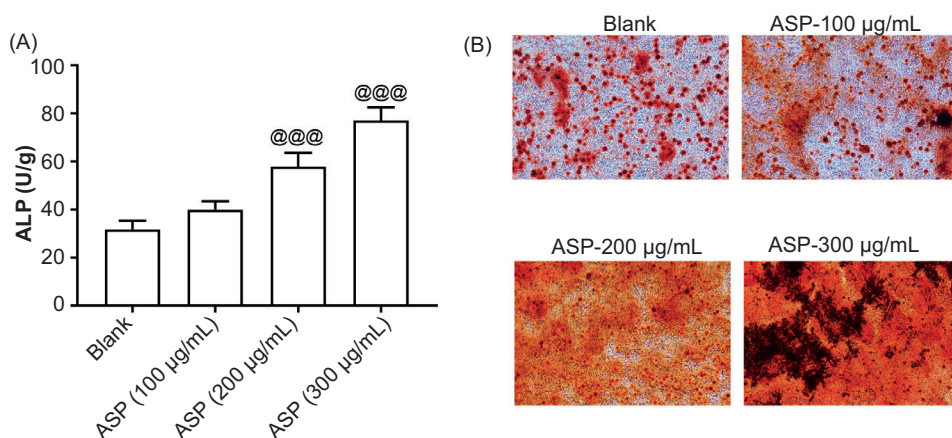 (A)
100
80
60
40
20
0
ALP (U/g)
@@@
@@@
Blank
ASP (100 µg/mL)
ASP (200 µg/mL)
ASP (300 µg/mL)
(B)
Blank
ASP-100 µg/mL
ASP-200 µg/mL
ASP-300 µg/mL